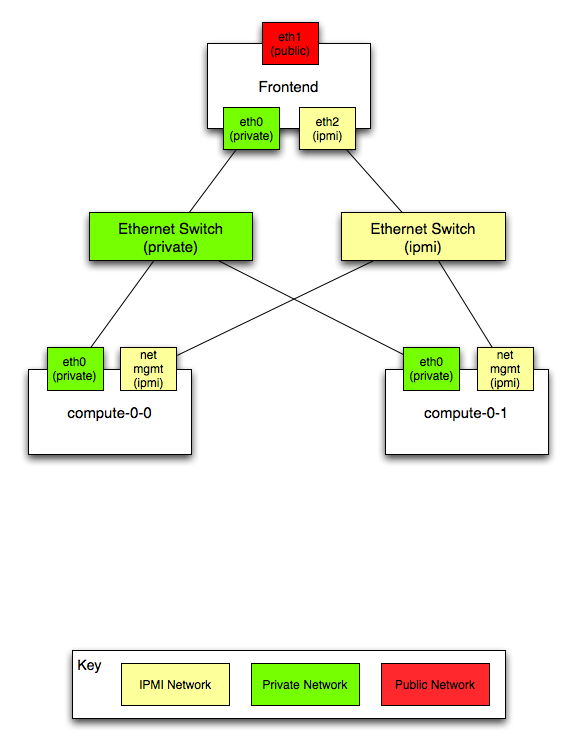 eth1
(public)
Frontend
eth0
(private)
eth2
(ipmi)
Ethernet Switch
(private)
Ethernet Switch
(ipmi)
eth0
(private)
net
mgmt
(ipmi)
compute-0-0
eth0
(private)
net
mgmt
(ipmi)
compute-0-1
Key
IPMI Network
Private Network
Public Network